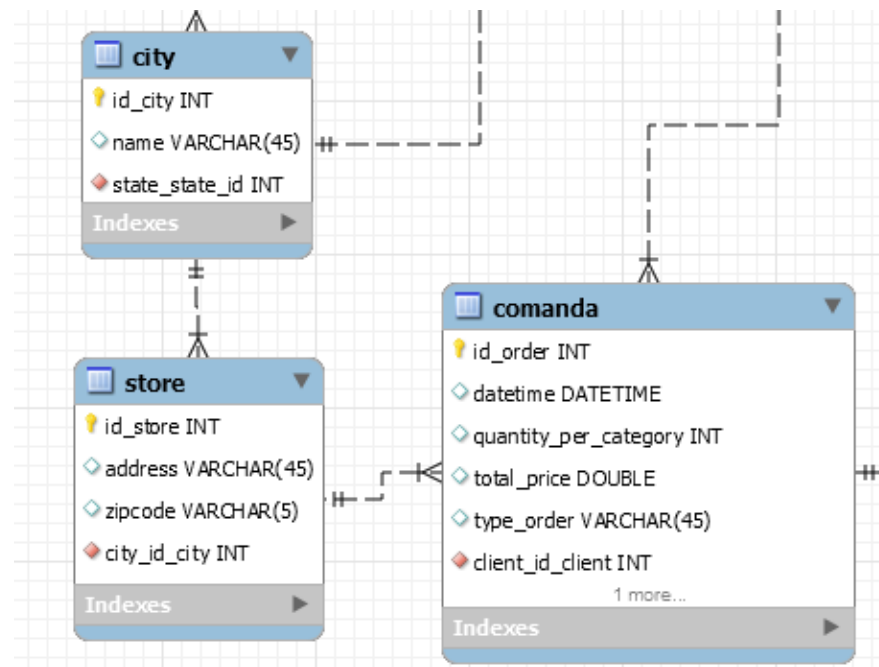 city
id_city INT
name VARCHAR(45)
state_state_id INT
Indexes
store
id_store INT
address VARCHAR(45)
zipcode VARCHAR(5)
city_id_city INT
Indexes
comanda
id_order INT
datetime DATETIME
quantity_per_category INT
total_price DOUBLE
type_order VARCHAR(45)
client_id_client INT
1 more...
Indexes